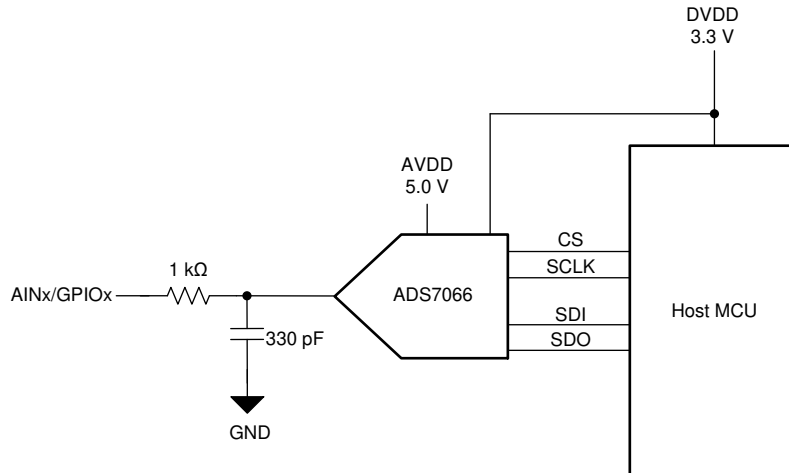 DVDD
3.3 V
AVDD
5.0 V
CS
SCLK
1 kΩ
AINx/GPIOx
ADS7066
Host MCU
SDI
330 pF
SDO
GND